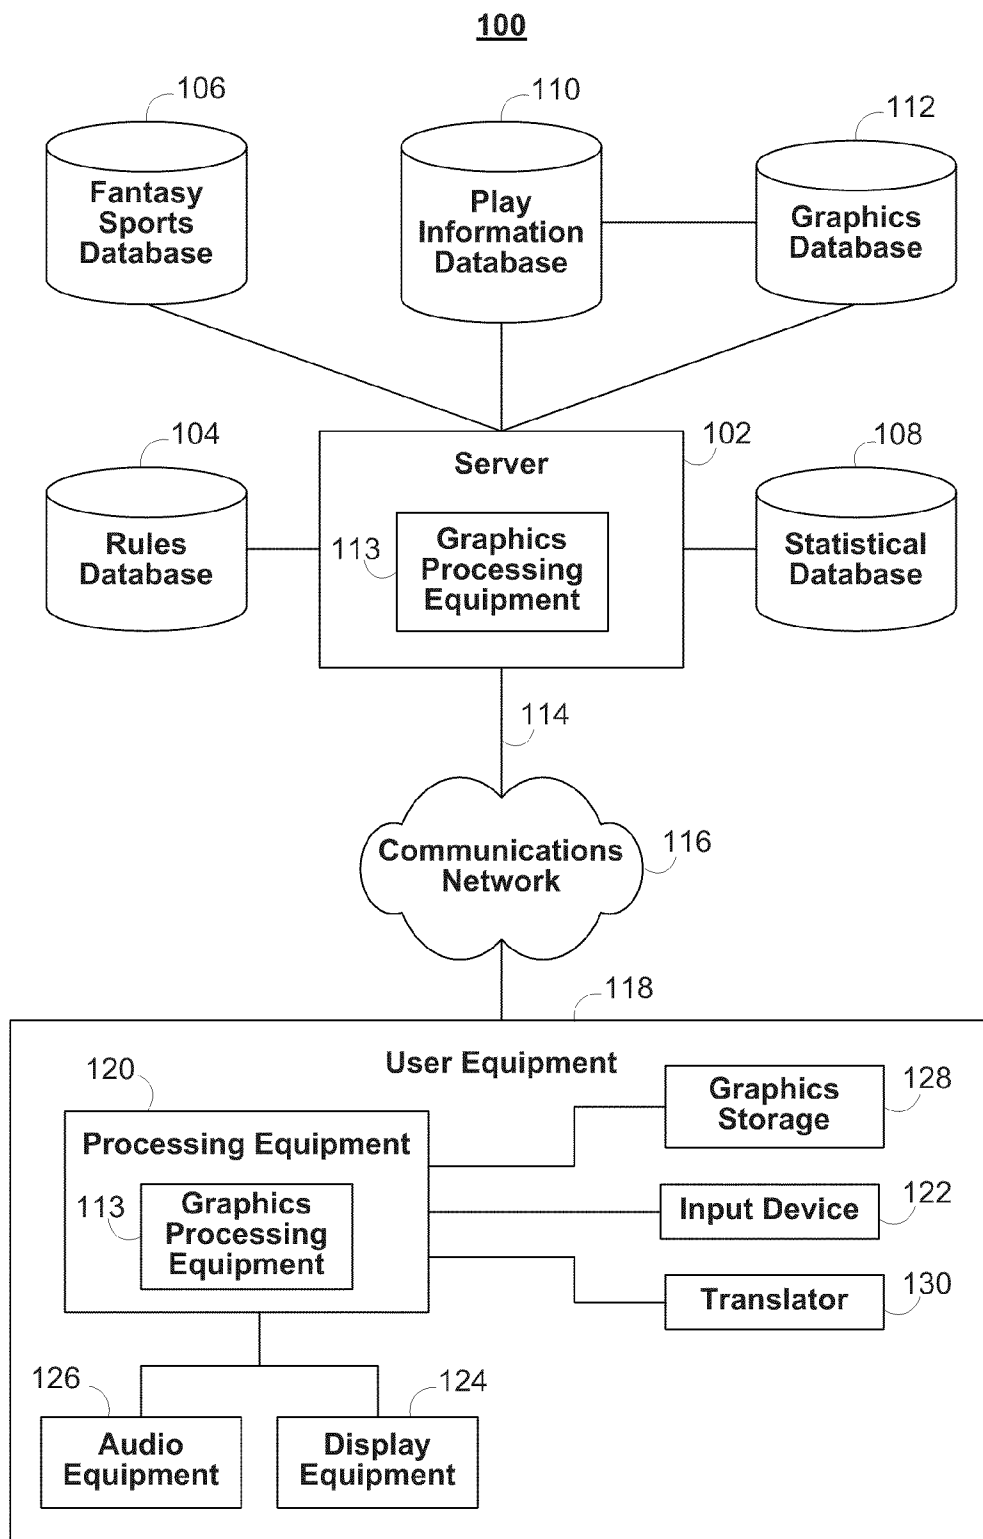 100
106
110
112
Fantasy
Sports
Database
Play
Information
Database
Graphics
Database
104
102
108
Rules
Database
Server
113
Graphics
Processing
Equipment
Statistical
Database
114
Communications
Network
116
118
User Equipment
120
Processing Equipment
113
Graphics
Processing
Equipment
Graphics
Storage
128
Input Device
122
Translator
130
126
124
Audio
Equipment
Display
Equipment